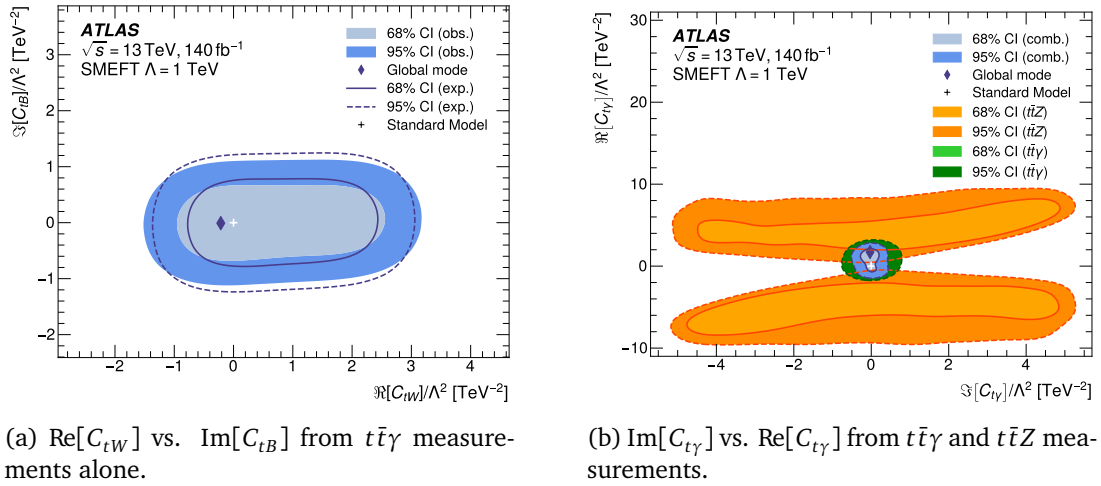 ATLAS
√s = 13 TeV, 140 fb⁻¹
SMEFT Λ = 1 TeV
68% CI (obs.)
95% CI (obs.)
Global mode
68% CI (exp.)
95% CI (exp.)
Standard Model
ℑ[C_tB]/Λ² [TeV⁻²]
3
2
1
0
−1
−2
−2 −1 0 1 2 3 4
ℜ[C_tW]/Λ² [TeV⁻²]
(a) Re[C_tW] vs. Im[C_tB] from tt̄γ measure-
ments alone.
ATLAS
√s = 13 TeV, 140 fb⁻¹
SMEFT Λ = 1 TeV
68% CI (comb.)
95% CI (comb.)
Global mode
Standard Model
68% CI (tt̄Z)
95% CI (tt̄Z)
68% CI (tt̄γ)
95% CI (tt̄γ)
ℜ[C_tγ]/Λ² [TeV⁻²]
30
20
10
0
−10
−4 −2 0 2 4
ℑ[C_tγ]/Λ² [TeV⁻²]
(b) Im[C_tγ] vs. Re[C_tγ] from tt̄γ and tt̄Z mea-
surements.